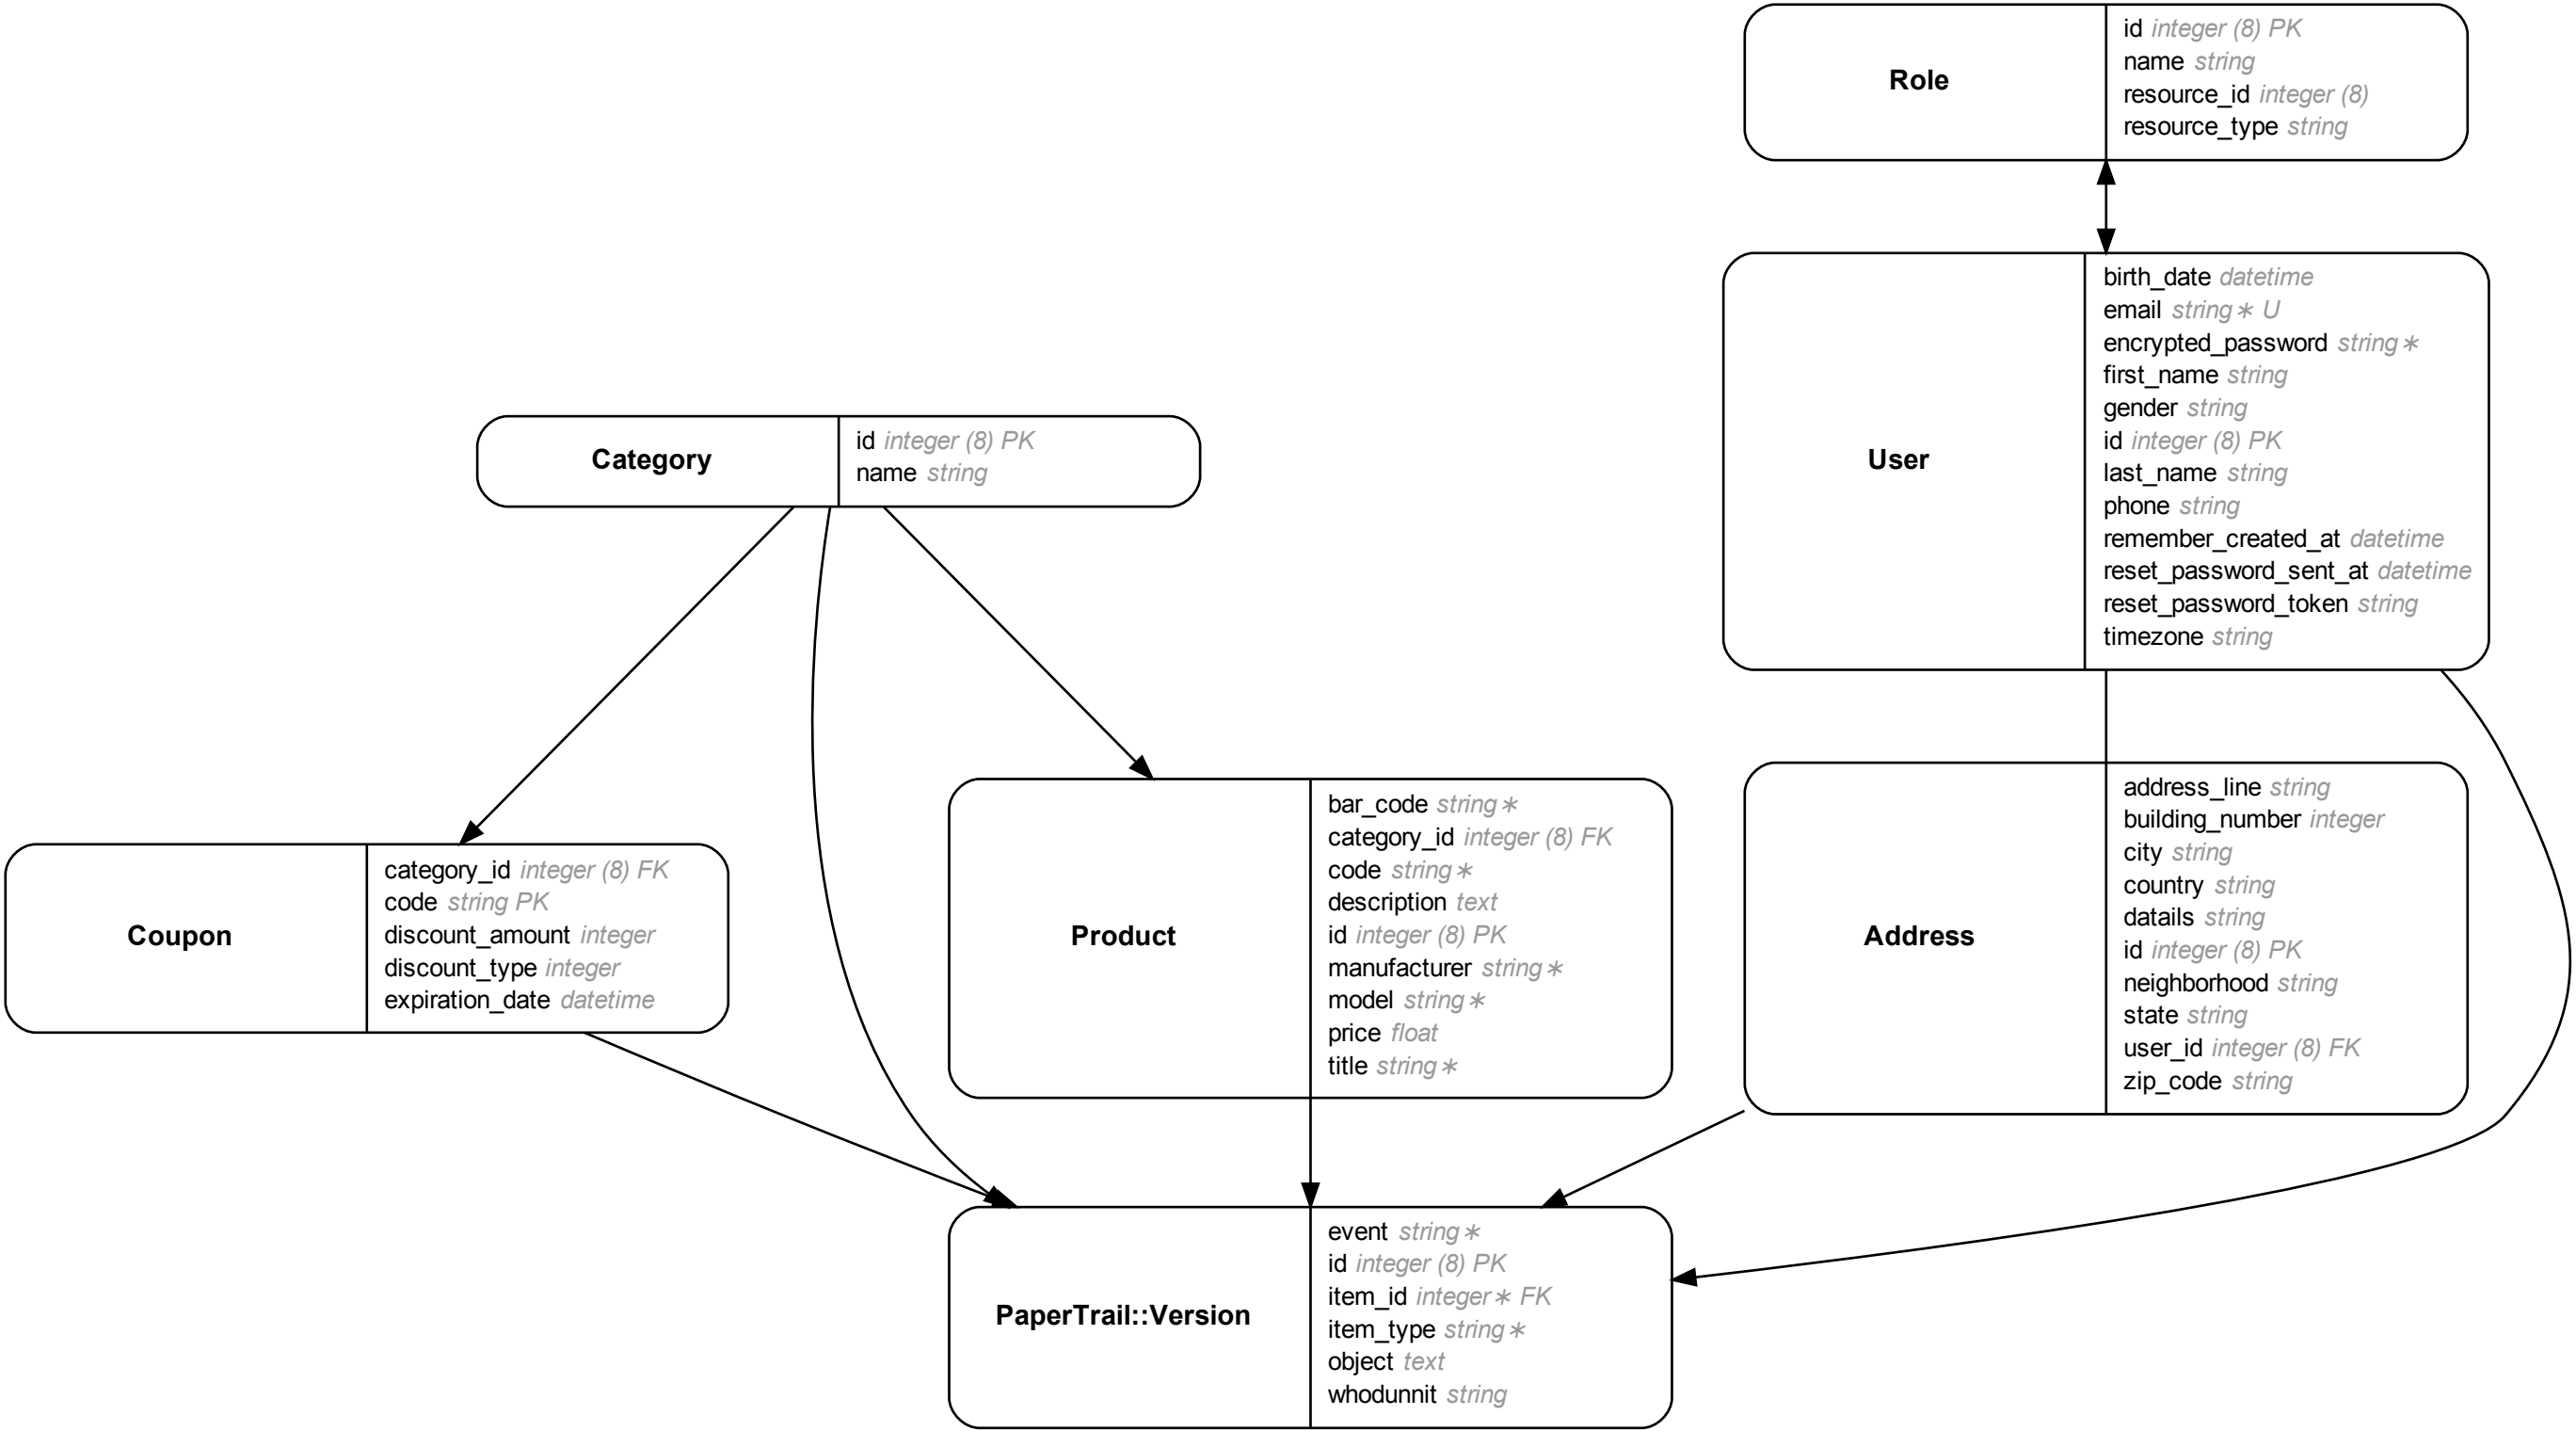 Role
id integer (8) PK
name string
resource_id integer (8)
resource_type string
User
birth_date datetime
email string∗ U
encrypted_password string∗
first_name string
gender string
id integer (8) PK
last_name string
phone string
remember_created_at datetime
reset_password_sent_at datetime
reset_password_token string
timezone string
Category
id integer (8) PK
name string
Coupon
category_id integer (8) FK
code string PK
discount_amount integer
discount_type integer
expiration_date datetime
Product
bar_code string∗
category_id integer (8) FK
code string∗
description text
id integer (8) PK
manufacturer string∗
model string∗
price float
title string∗
Address
address_line string
building_number integer
city string
country string
datails string
id integer (8) PK
neighborhood string
state string
user_id integer (8) FK
zip_code string
PaperTrail::Version
event string∗
id integer (8) PK
item_id integer∗ FK
item_type string∗
object text
whodunnit string